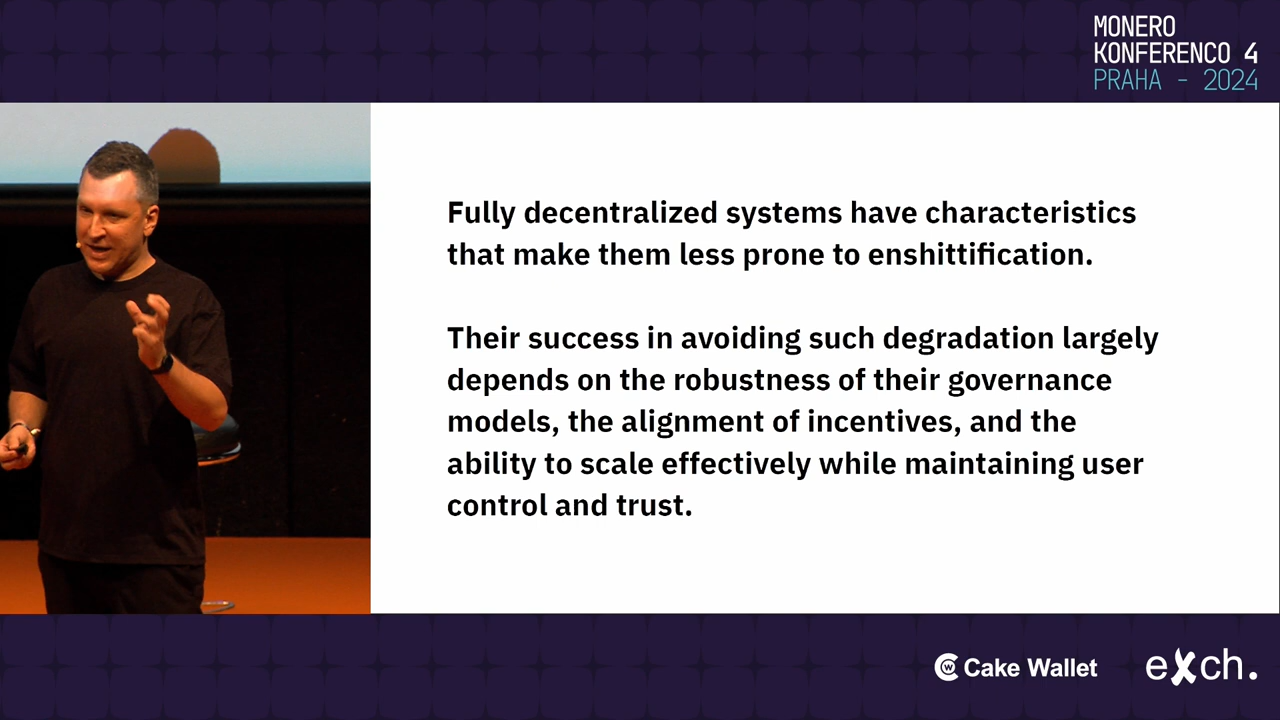 MONERO
KONFERENCO 4
PRAHA - 2024
Fully decentralized systems have characteristics
that make them less prone to enshittification.
Their success in avoiding such degradation largely
depends on the robustness of their governance
models, the alignment of incentives, and the
ability to scale effectively while maintaining user
control and trust.
Cake Wallet
exch.